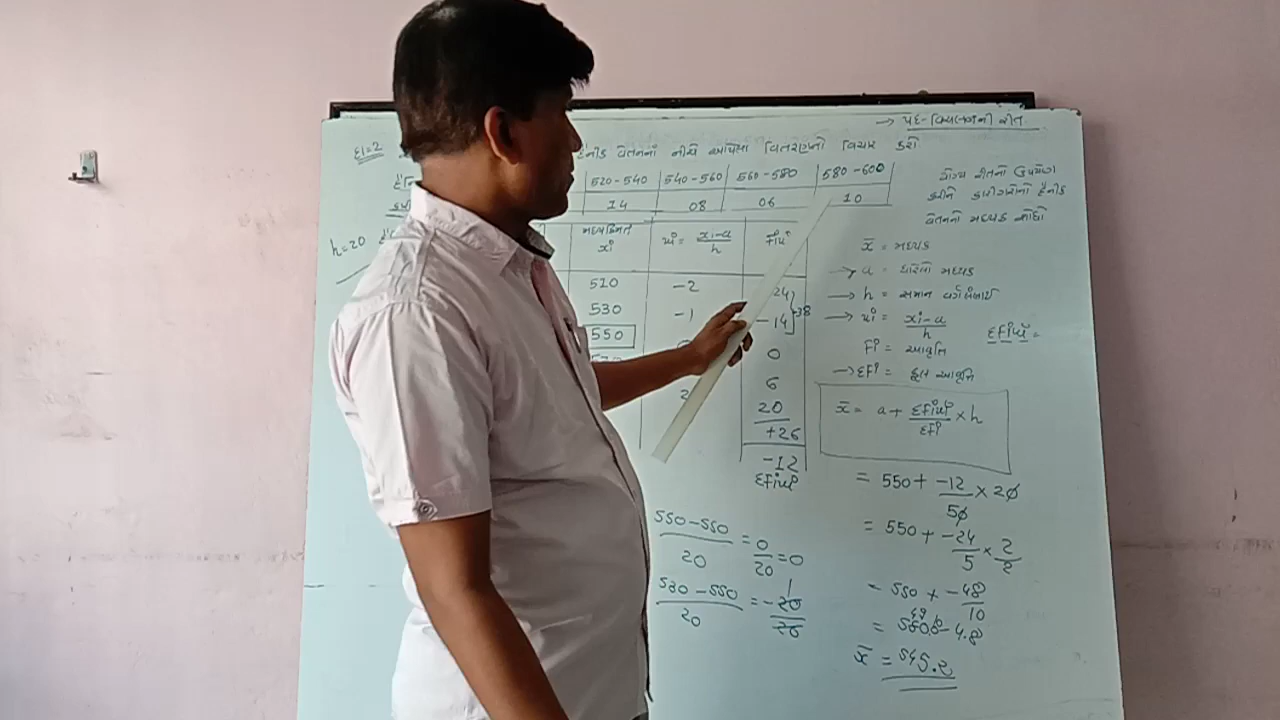 → પદ-વિચલનની રીત
દા=2 દૈનીક વેતનનાં નીચે આપેલા વિતરણનો વિચાર કરો
520-540 540-560 560-580 580-600
14 08 06 10
યોગ્ય રીતનો ઉપયોગ
કરીને કારીગરોનો દૈનીક
વેતનનો મધ્યક શોધો
h=20
મધ્યકિંમત xi ui = xi-a/h fiui
510 -2 24
530 -1 -14 }-38
550
0
6
2 20
+26
-12
Σfiui
x̄ = મધ્યક
→ a = ધારેલો મધ્યક
→ h = સમાન વર્ગલંબાઈ
→ ui = xi-a/h
Σfiui =
fi = આવૃત્તિ
→ Σfi = કુલ આવૃત્તિ
x̄ = a + Σfiui/Σfi × h
= 550 + -12/50 × 20
= 550 + -24/5 × 2/2
= 550 + -48/10
= 550.0 - 4.8
x̄ = 545.2
550-550/20 = 0/20 = 0
530-550/20 = -20/20
1